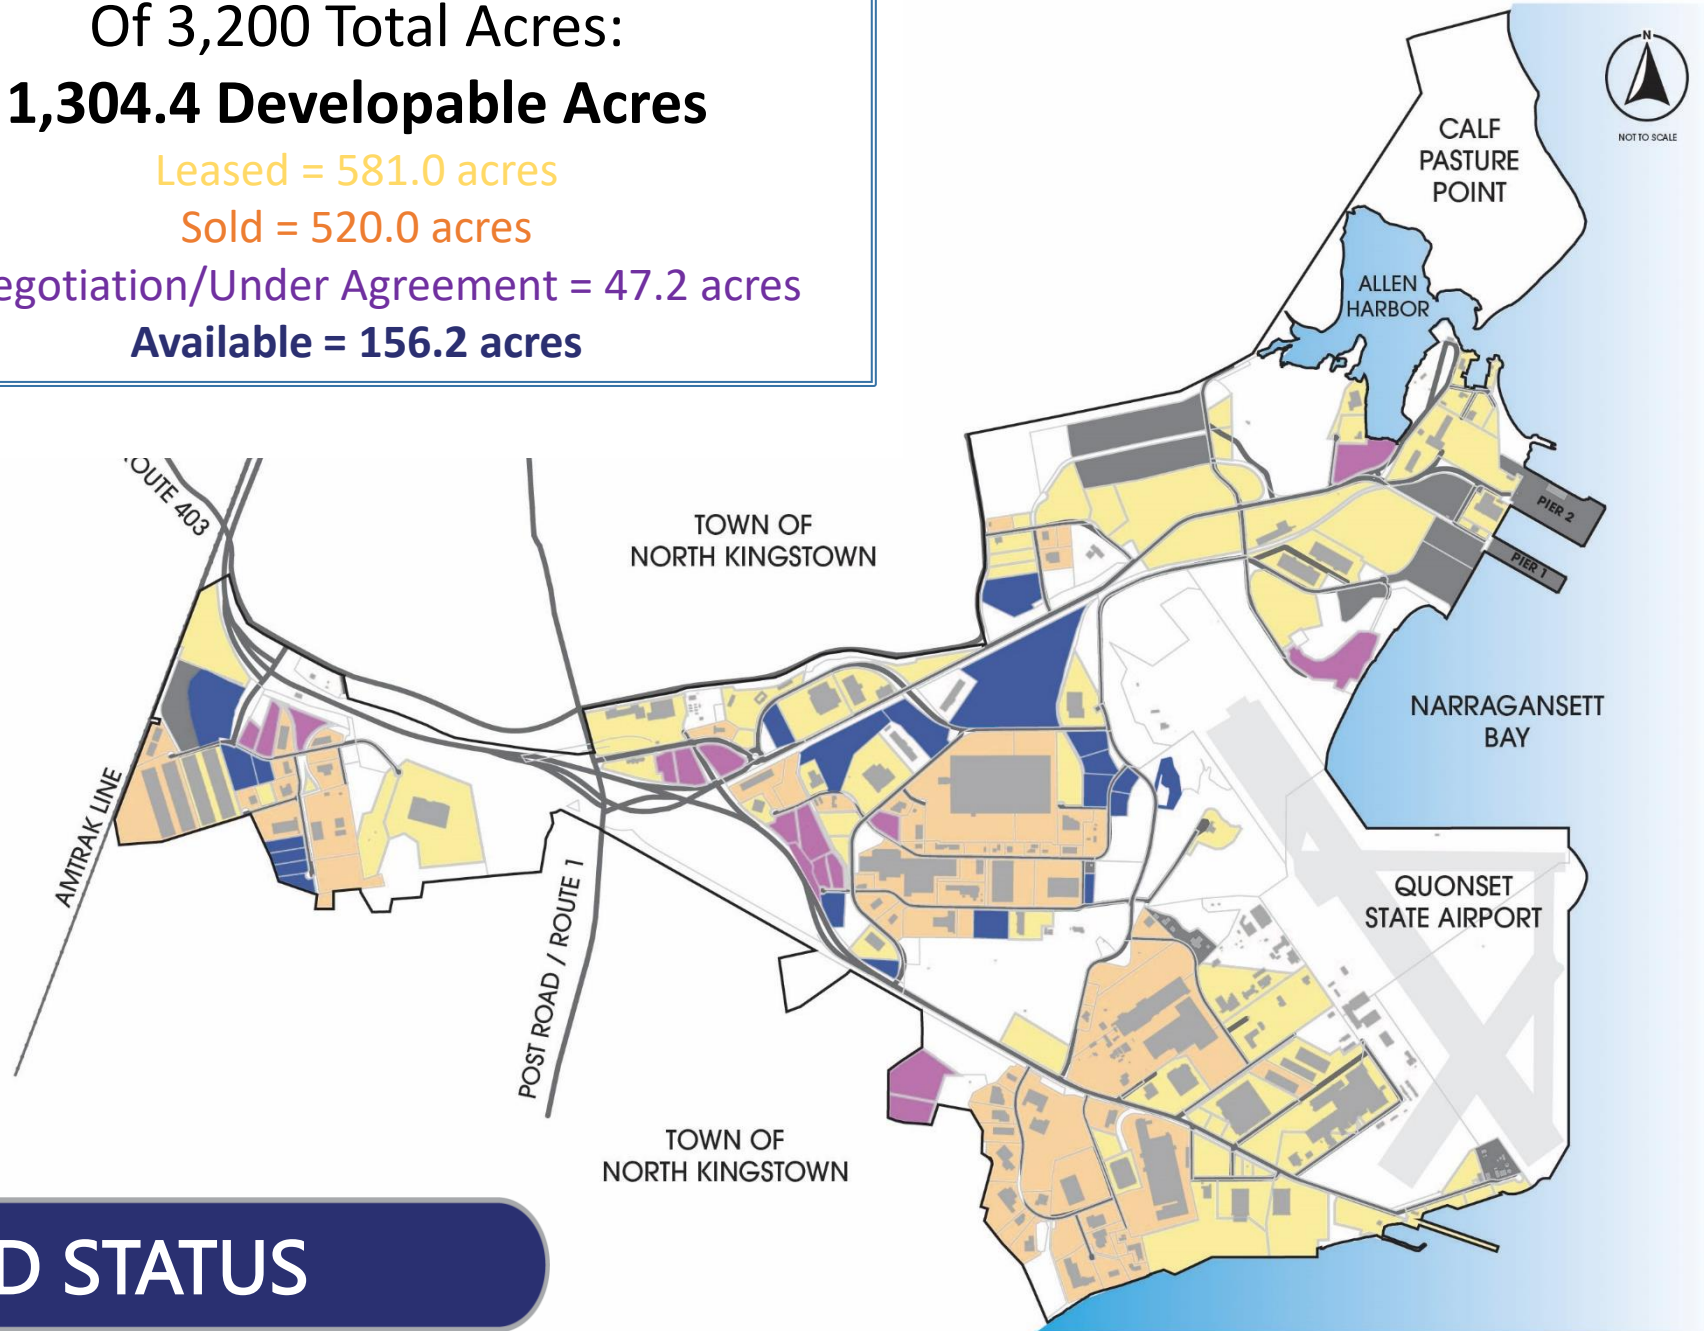 Of 3,200 Total Acres:
1,304.4 Developable Acres
Leased = 581.0 acres
Sold = 520.0 acres
egotiation/Under Agreement = 47.2 acres
Available = 156.2 acres
N
NOT TO SCALE
CALF
PASTURE
POINT
ALLEN
HARBOR
OUTE 403
TOWN OF
NORTH KINGSTOWN
PIER 2
PIER 1
NARRAGANSETT
BAY
AMTRAK LINE
POST ROAD / ROUTE 1
QUONSET
STATE AIRPORT
TOWN OF
NORTH KINGSTOWN
D STATUS